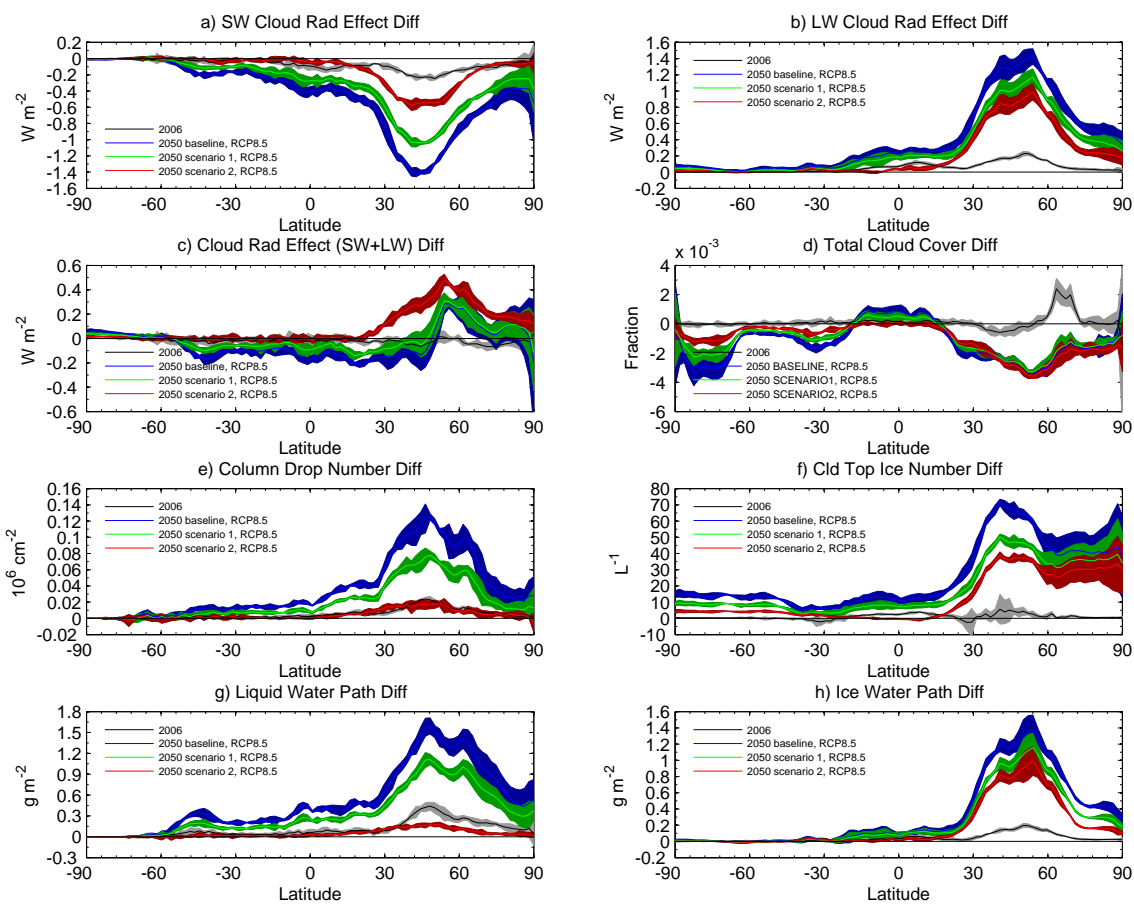 a) SW Cloud Rad Effect Diff
W m-2
0.2
0
-0.2
-0.4
-0.6
-0.8
-1
-1.2
-1.4
-1.6
2006
2050 baseline, RCP8.5
2050 scenario 1, RCP8.5
2050 scenario 2, RCP8.5
-90 -60 -30 0 30 60 90
Latitude
b) LW Cloud Rad Effect Diff
W m-2
1.6
1.4
1.2
1
0.8
0.6
0.4
0.2
0
-0.2
2006
2050 baseline, RCP8.5
2050 scenario 1, RCP8.5
2050 scenario 2, RCP8.5
-90 -60 -30 0 30 60 90
Latitude
c) Cloud Rad Effect (SW+LW) Diff
W m-2
0.6
0.4
0.2
0
-0.2
-0.4
-0.6
2006
2050 baseline, RCP8.5
2050 scenario 1, RCP8.5
2050 scenario 2, RCP8.5
-90 -60 -30 0 30 60 90
Latitude
d) Total Cloud Cover Diff
x 10-3
Fraction
4
2
0
-2
-4
-6
2006
2050 BASELINE, RCP8.5
2050 SCENARIO1, RCP8.5
2050 SCENARIO2, RCP8.5
-90 -60 -30 0 30 60 90
Latitude
e) Column Drop Number Diff
10^6 cm-2
0.16
0.14
0.12
0.1
0.08
0.06
0.04
0.02
0
-0.02
2006
2050 baseline, RCP8.5
2050 scenario 1, RCP8.5
2050 scenario 2, RCP8.5
-90 -60 -30 0 30 60 90
Latitude
f) Cld Top Ice Number Diff
L-1
80
70
60
50
40
30
20
10
0
-10
2006
2050 baseline, RCP8.5
2050 scenario 1, RCP8.5
2050 scenario 2, RCP8.5
-90 -60 -30 0 30 60 90
Latitude
g) Liquid Water Path Diff
g m-2
1.8
1.5
1.2
0.9
0.6
0.3
0
-0.3
2006
2050 baseline, RCP8.5
2050 scenario 1, RCP8.5
2050 scenario 2, RCP8.5
-90 -60 -30 0 30 60 90
Latitude
h) Ice Water Path Diff
g m-2
1.6
1.4
1.2
1
0.8
0.6
0.4
0.2
0
-0.2
2006
2050 baseline, RCP8.5
2050 scenario 1, RCP8.5
2050 scenario 2, RCP8.5
-90 -60 -30 0 30 60 90
Latitude